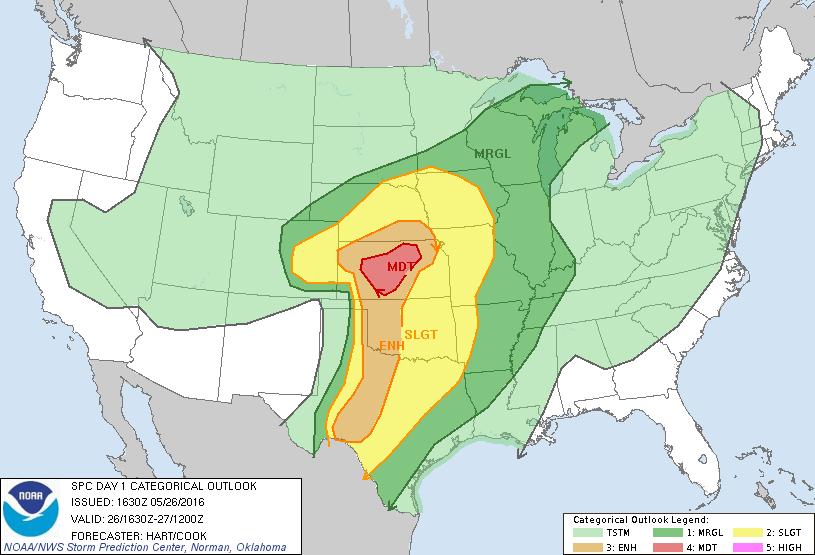 MRGL
MDT
SLGT
ENH
NOAA
SPC DAY 1 CATEGORICAL OUTLOOK
ISSUED: 1630Z 05/26/2016
VALID: 26/1630Z-27/1200Z
FORECASTER: HART/COOK
NOAA/NWS Storm Prediction Center, Norman, Oklahoma
Categorical Outlook Legend:
TSTM 1: MRGL 2: SLGT
3: ENH 4: MDT 5: HIGH